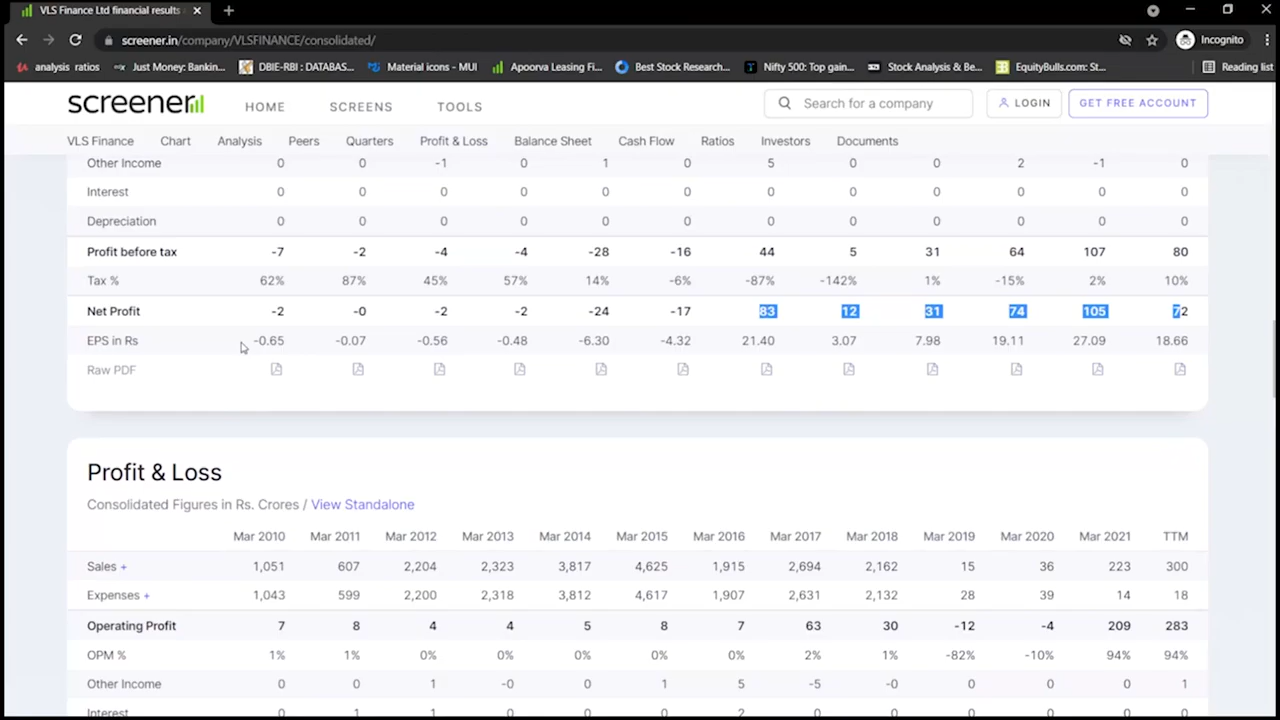 VLS Finance Ltd financial results
screener.in/company/VLSFINANCE/consolidated/
Incognito
analysis ratios Just Money: Bankin... DBIE-RBI : DATABAS... Material icons - MUI Apoorva Leasing Fi... Best Stock Research... Nifty 500: Top gain... Stock Analysis & Be... EquityBulls.com: St... Reading list
screener HOME SCREENS TOOLS Search for a company LOGIN GET FREE ACCOUNT
VLS Finance Chart Analysis Peers Quarters Profit & Loss Balance Sheet Cash Flow Ratios Investors Documents
Other Income 0 0 -1 0 1 0 5 0 0 2 -1 0
Interest 0 0 0 0 0 0 0 0 0 0 0 0
Depreciation 0 0 0 0 0 0 0 0 0 0 0 0
Profit before tax -7 -2 -4 -4 -28 -16 44 5 31 64 107 80
Tax % 62% 87% 45% 57% 14% -6% -87% -142% 1% -15% 2% 10%
Net Profit -2 -0 -2 -2 -24 -17 83 12 31 74 105 72
EPS in Rs -0.65 -0.07 -0.56 -0.48 -6.30 -4.32 21.40 3.07 7.98 19.11 27.09 18.66
Raw PDF
Profit & Loss
Consolidated Figures in Rs. Crores / View Standalone
Mar 2010 Mar 2011 Mar 2012 Mar 2013 Mar 2014 Mar 2015 Mar 2016 Mar 2017 Mar 2018 Mar 2019 Mar 2020 Mar 2021 TTM
Sales + 1,051 607 2,204 2,323 3,817 4,625 1,915 2,694 2,162 15 36 223 300
Expenses + 1,043 599 2,200 2,318 3,812 4,617 1,907 2,631 2,132 28 39 14 18
Operating Profit 7 8 4 4 5 8 7 63 30 -12 -4 209 283
OPM % 1% 1% 0% 0% 0% 0% 0% 2% 1% -82% -10% 94% 94%
Other Income 0 0 1 -0 0 1 5 -5 -0 0 0 0 1
Interest 0 1 1 0 0 0 2 0 0 0 0 0 0